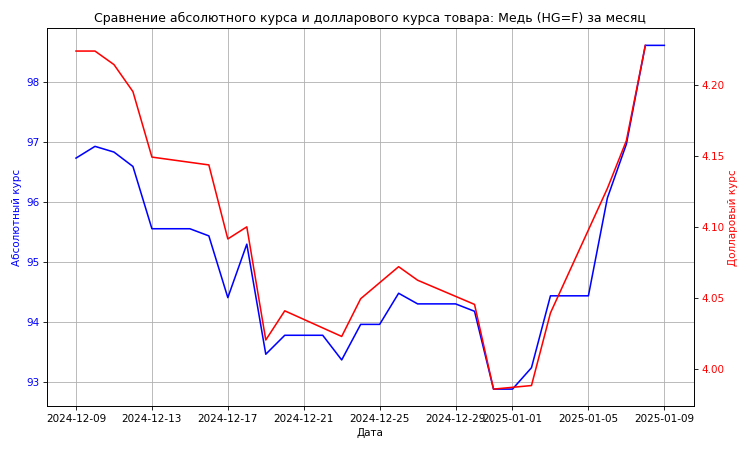 Сравнение абсолютного курса и долларового курса товара: Медь (HG=F) за месяц
98
97
96
95
94
93
Абсолютный курс
4.20
4.15
4.10
4.05
4.00
Долларовый курс
2024-12-09 2024-12-13 2024-12-17 2024-12-21 2024-12-25 2024-12-29 2025-01-01 2025-01-05 2025-01-09
Дата